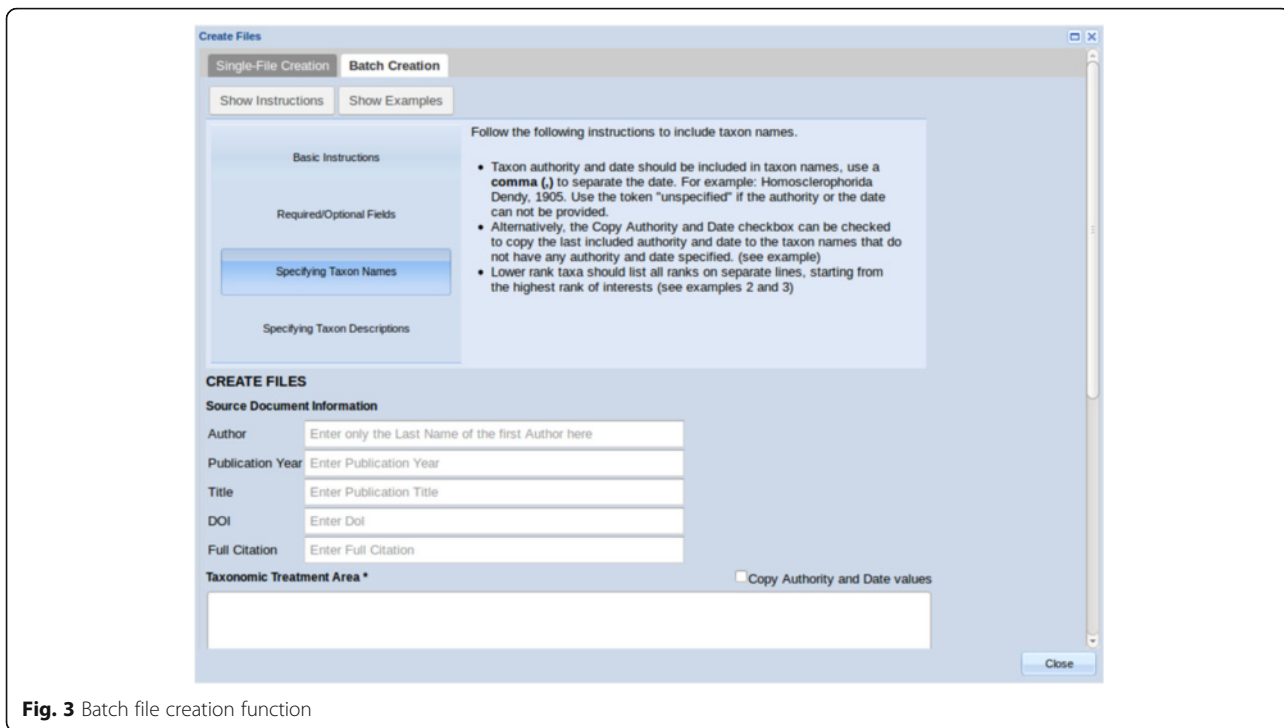 Create Files
Single-File Creation Batch Creation
Show Instructions Show Examples
Basic Instructions
Required/Optional Fields
Specifying Taxon Names
Specifying Taxon Descriptions
Follow the following instructions to include taxon names.
• Taxon authority and date should be included in taxon names, use a
comma (,) to separate the date. For example: Homosclerophorida
Dendy, 1905. Use the token "unspecified" if the authority or the date
can not be provided.
• Alternatively, the Copy Authority and Date checkbox can be checked
to copy the last included authority and date to the taxon names that do
not have any authority and date specified. (see example)
• Lower rank taxa should list all ranks on separate lines, starting from
the highest rank of interests (see examples 2 and 3)
CREATE FILES
Source Document Information
Author Enter only the Last Name of the first Author here
Publication Year Enter Publication Year
Title Enter Publication Title
DOI Enter DoI
Full Citation Enter Full Citation
Taxonomic Treatment Area * Copy Authority and Date values
Close
Fig. 3 Batch file creation function